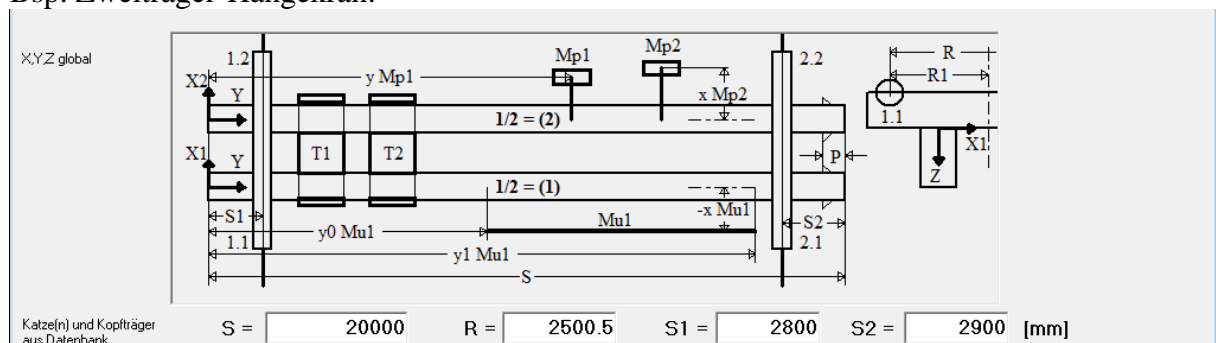 Bsp. Zweiträger-Hängekran:
X,Y,Z global
1.2 Mp1 Mp2 2.2 R
X2 y Mp1 R1
Y x Mp2
1/2 = (2) 1.1
X1 T1 T2 P X1
Y Z
1/2 = (1)
S1 Mu1 -x Mu1 S2
1.1 y0 Mu1 2.1
y1 Mu1
S
Katze(n) und Kopfträger S = 20000 R = 2500.5 S1 = 2800 S2 = 2900 [mm]
aus Datenbank